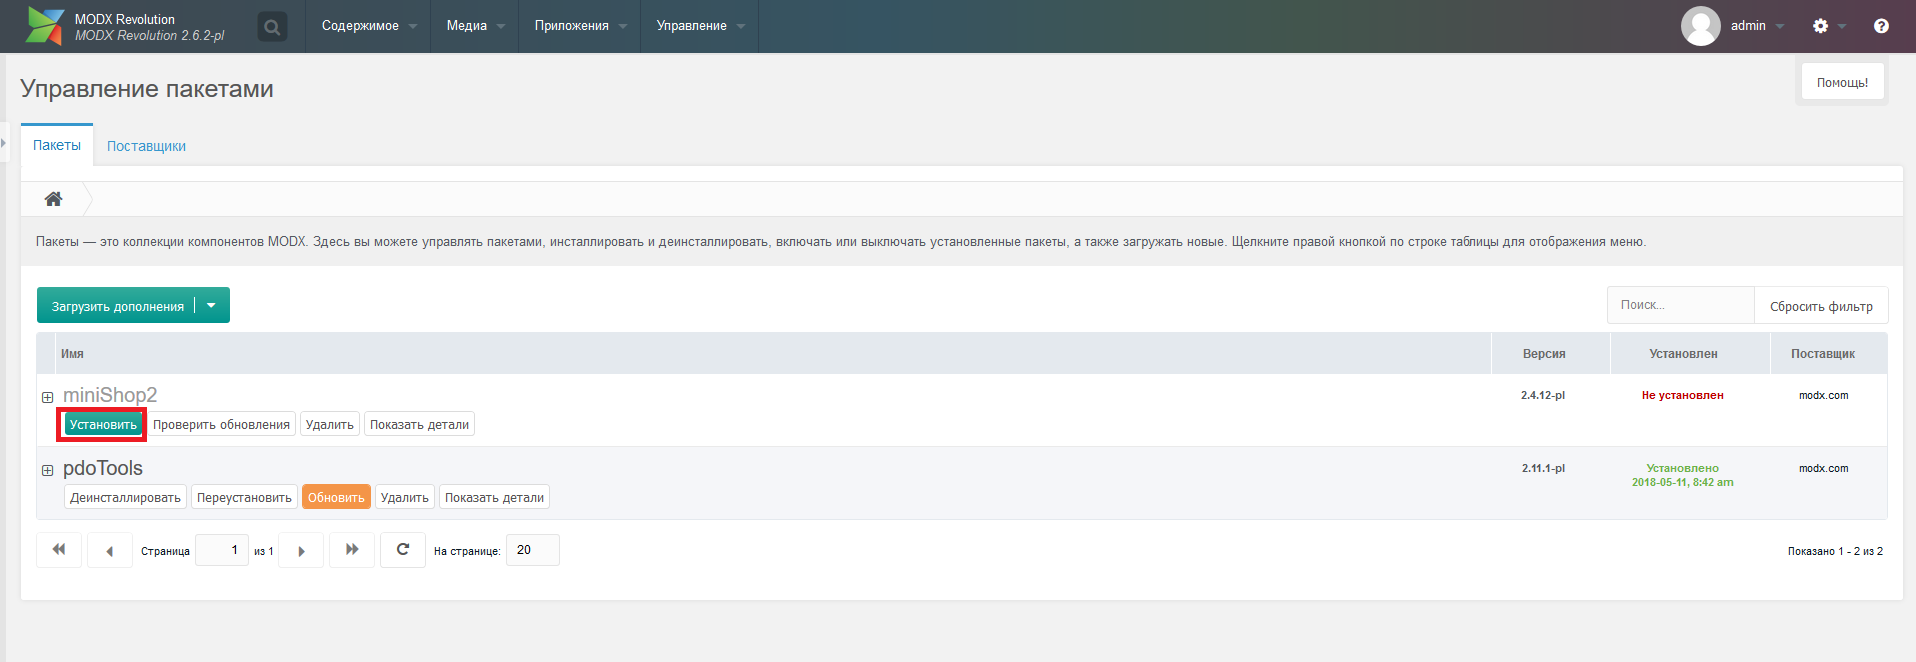 MODX Revolution
MODX Revolution 2.6.2-pl
Содержимое
Медиа
Приложения
Управление
admin
Управление пакетами
Помощь!
Пакеты
Поставщики
Пакеты — это коллекции компонентов MODX. Здесь вы можете управлять пакетами, инсталлировать и деинсталлировать, включать или выключать установленные пакеты, а также загружать новые. Щелкните правой кнопкой по строке таблицы для отображения меню.
Загрузить дополнения
Поиск...
Сбросить фильтр
Имя
Версия
Установлен
Поставщик
miniShop2
2.4.12-pl
Не установлен
modx.com
Установить
Проверить обновления
Удалить
Показать детали
pdoTools
2.11.1-pl
Установлено
2018-05-11, 8:42 am
modx.com
Деинсталлировать
Переустановить
Обновить
Удалить
Показать детали
Страница 1 из 1
На странице: 20
Показано 1 - 2 из 2